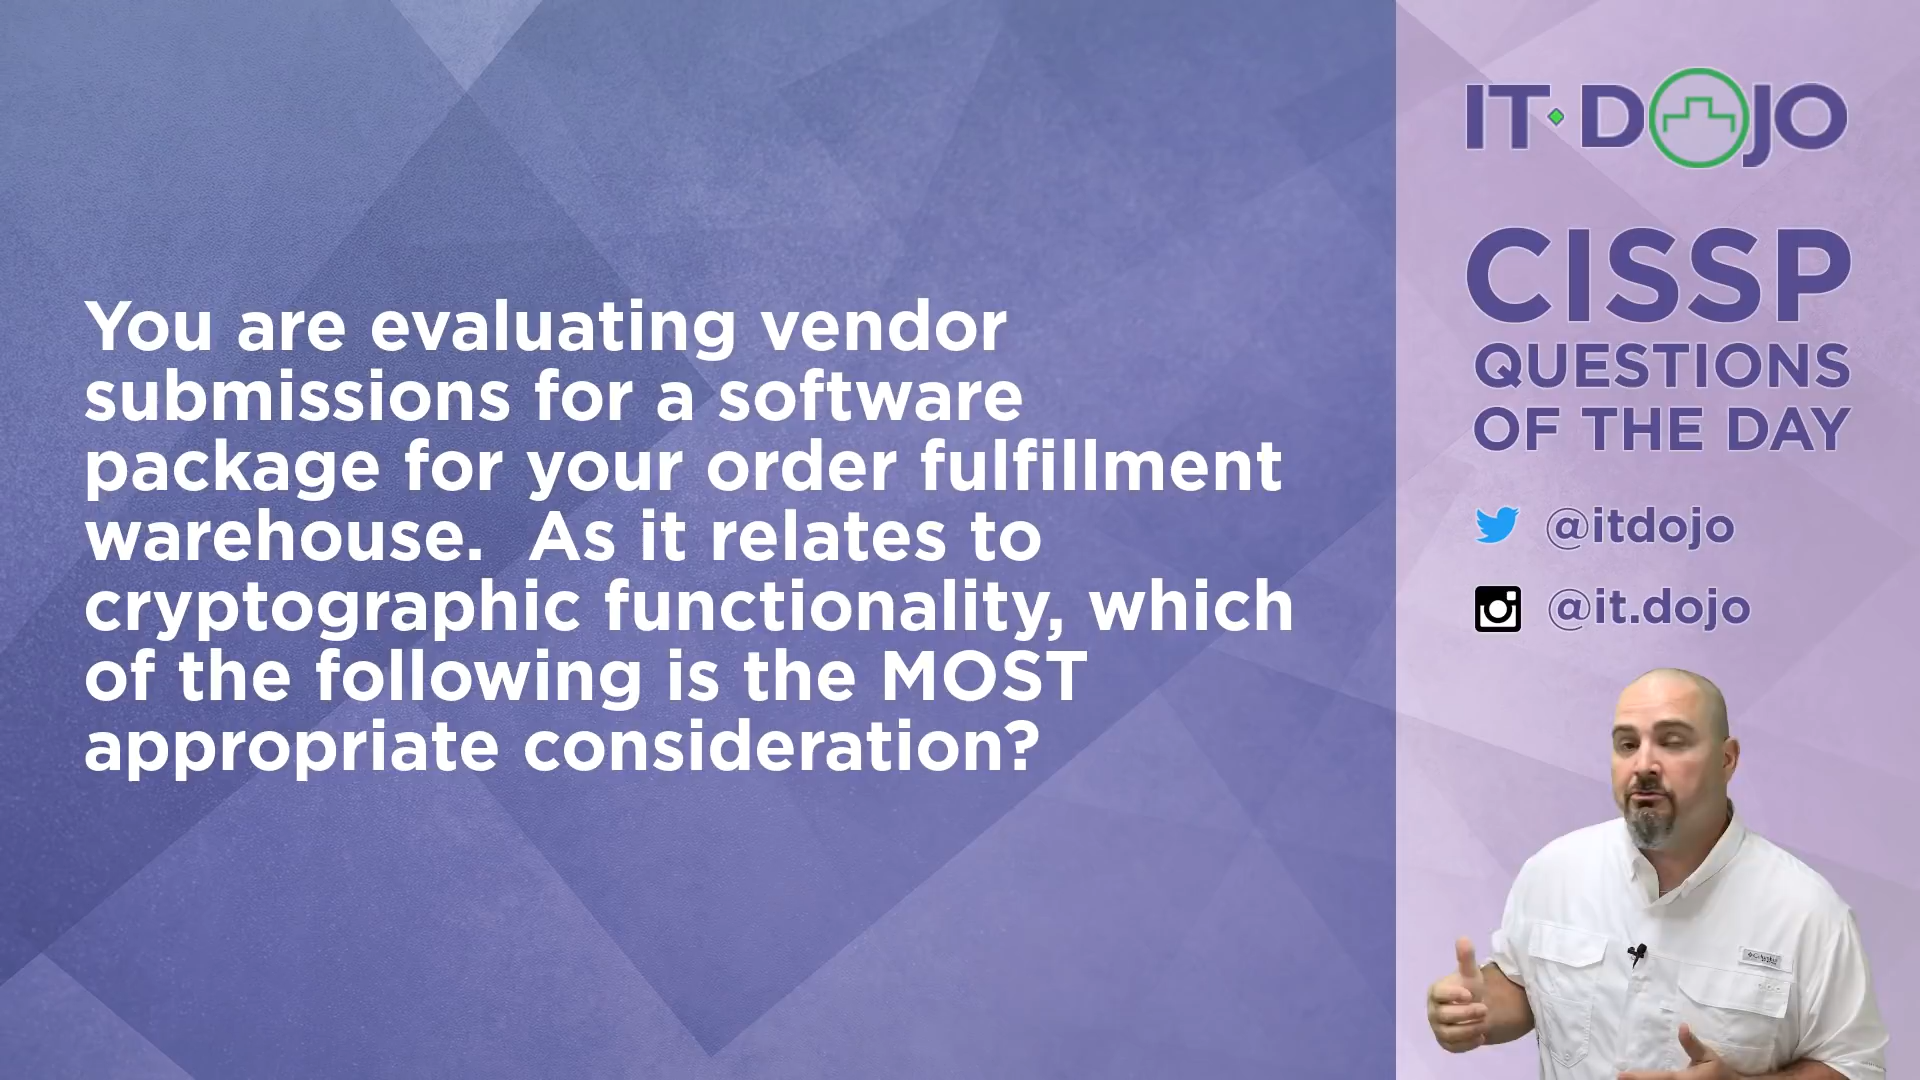 You are evaluating vendor
submissions for a software
package for your order fulfillment
warehouse.  As it relates to
cryptographic functionality, which
of the following is the MOST
appropriate consideration?
IT DOJO
CISSP
QUESTIONS
OF THE DAY
@itdojo
@it.dojo